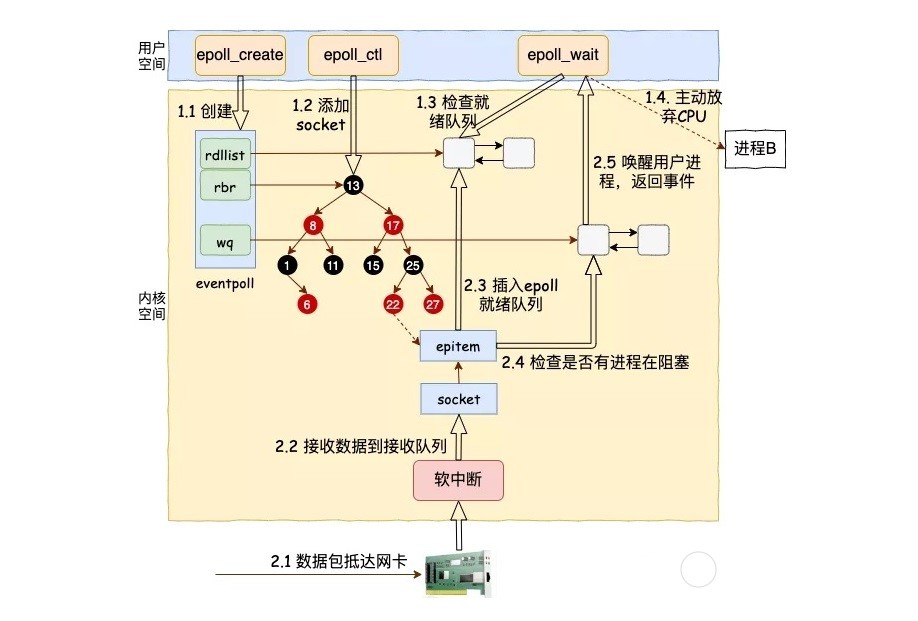 用户
空间
epoll_create
epoll_ctl
epoll_wait
1.1 创建
1.2 添加
socket
1.3 检查就
绪队列
1.4. 主动放
弃CPU
进程B
rdllist
rbr
wq
eventpoll
13
8
17
1
11
15
25
6
22
27
2.5 唤醒用户进
程，返回事件
内核
空间
2.3 插入epoll
就绪队列
epitem
2.4 检查是否有进程在阻塞
socket
2.2 接收数据到接收队列
软中断
2.1 数据包抵达网卡